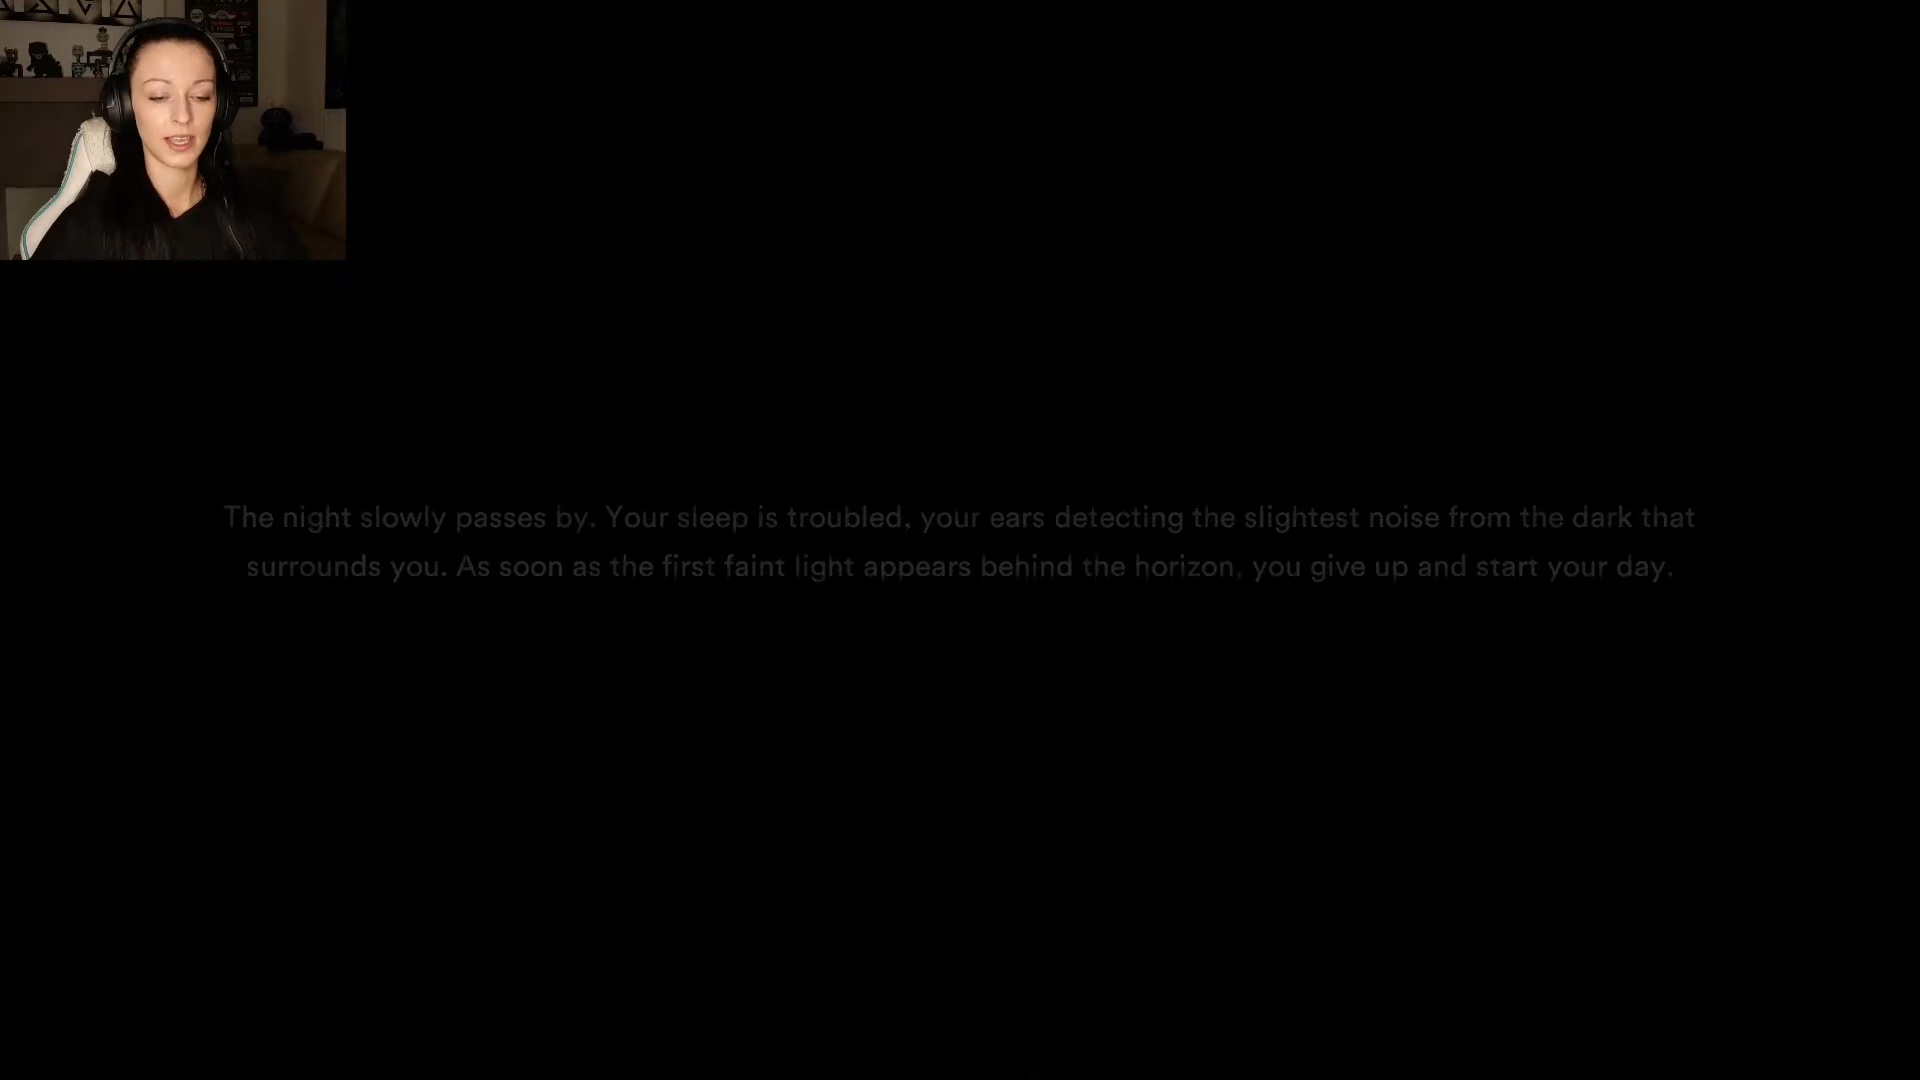 The night slowly passes by. Your sleep is troubled, your ears detecting the slightest noise from the dark that
surrounds you. As soon as the first faint light appears behind the horizon, you give up and start your day.